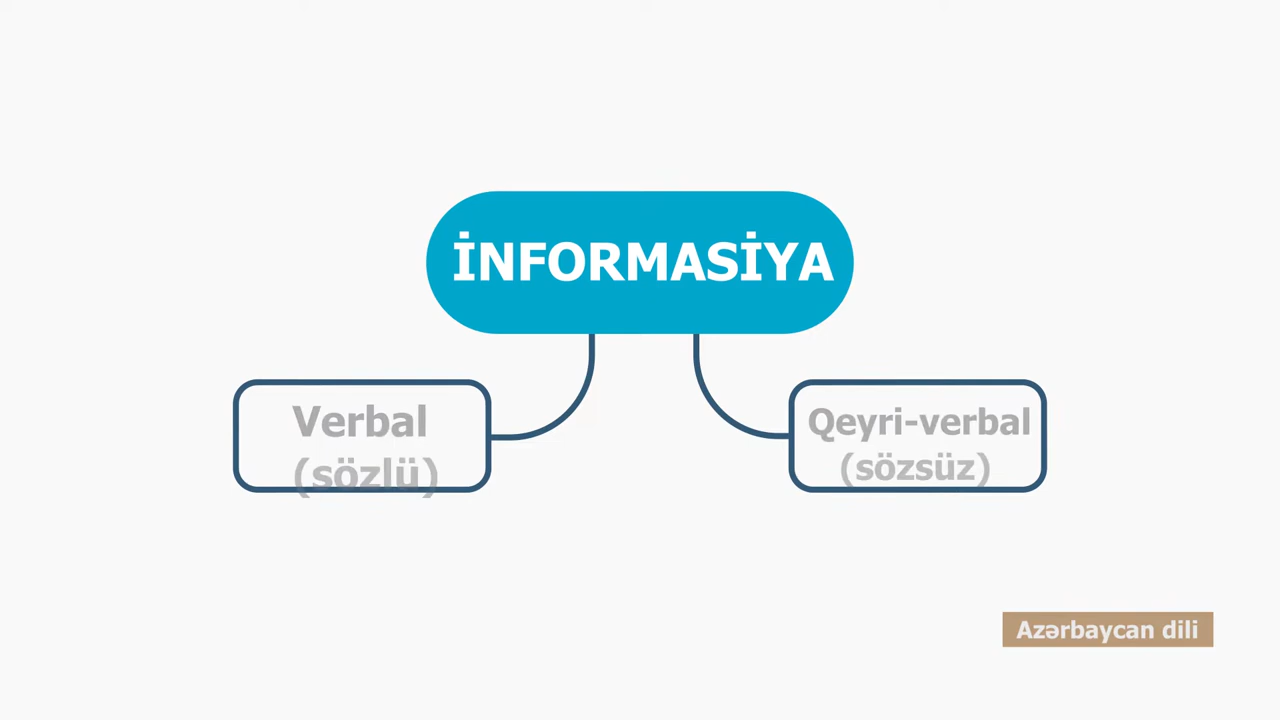 İNFORMASİYA
Verbal
(sözlü)
Qeyri-verbal
(sözsüz)
Azərbaycan dili